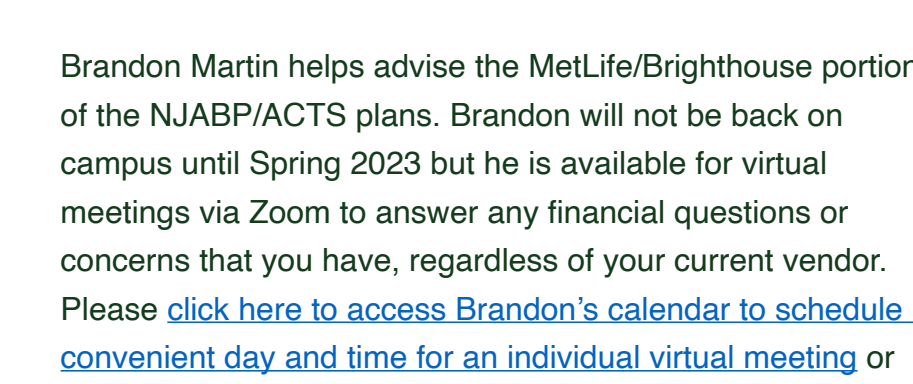 Brandon Martin helps advise the MetLife/Brighthouse portion
of the NJABP/ACTS plans. Brandon will not be back on
campus until Spring 2023 but he is available for virtual
meetings via Zoom to answer any financial questions or
concerns that you have, regardless of your current vendor.
Please click here to access Brandon’s calendar to schedule
convenient day and time for an individual virtual meeting or